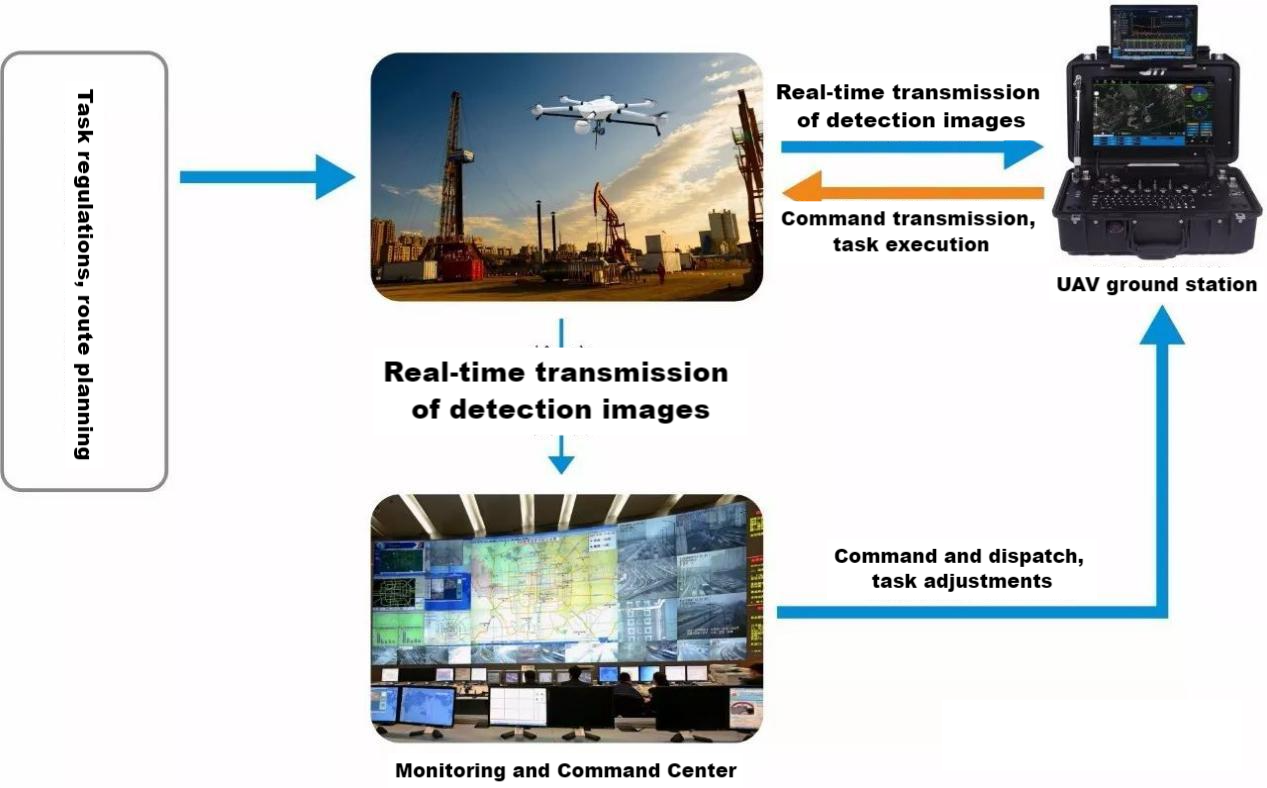 Task regulations, route planning
Real-time transmission
of detection images
Command transmission,
task execution
JTT
UAV ground station
Real-time transmission
of detection images
Command and dispatch,
task adjustments
Monitoring and Command Center